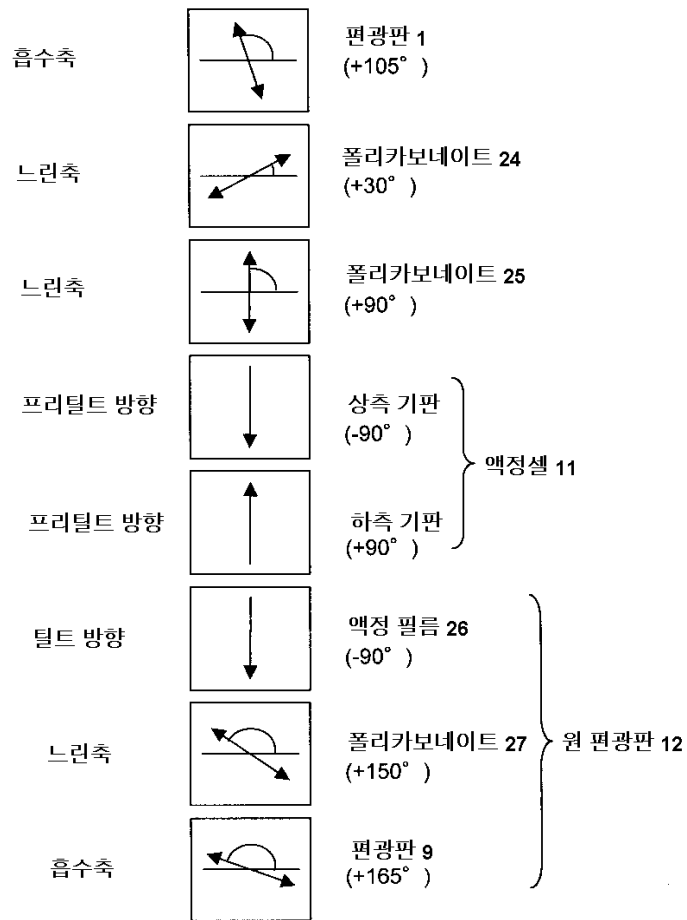 흡수축
편광판 1
(+105° )
느린축
폴리카보네이트 24
(+30° )
느린축
폴리카보네이트 25
(+90° )
프리틸트 방향
상측 기판
(-90° )
액정셀 11
프리틸트 방향
하측 기판
(+90° )
틸트 방향
액정 필름 26
(-90° )
느린축
폴리카보네이트 27
(+150° )
원 편광판 12
흡수축
편광판 9
(+165° )